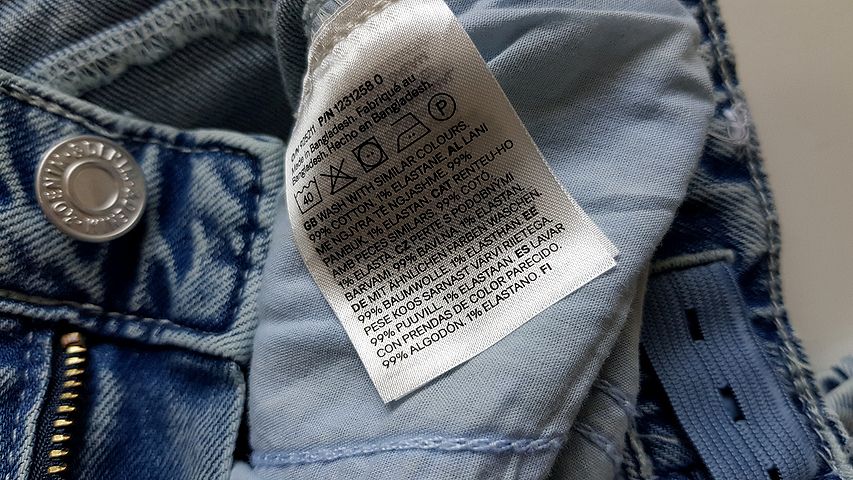 P/N 1231258 0
Made in Bangladesh. Fabriqué au
Bangladesh. Hecho en Bangladesh.
40 P
GB WASH WITH SIMILAR COLOURS.
99% COTTON, 1% ELASTANE. AL LANI
ME NGJYRA TË NGJASHME. 99%
PAMBUK, 1% ELASTAN. CAT RENTEU-HO
AMB PECES SIMILARS. 99% COTÓ,
1% ELASTÀ. CZ PERTE S PODOBNÝMI
BARVAMI. 99% BAVLNA, 1% ELASTAN.
DE MIT ÄHNLICHEN FARBEN WASCHEN.
99% BAUMWOLLE, 1% ELASTHAN. EE
PESE KOOS SARNAST VÄRVI RIIETEGA.
99% PUUVILL, 1% ELASTAAN. ES LAVAR
CON PRENDAS DE COLOR PARECIDO.
99% ALGODÓN, 1% ELASTANO. FI